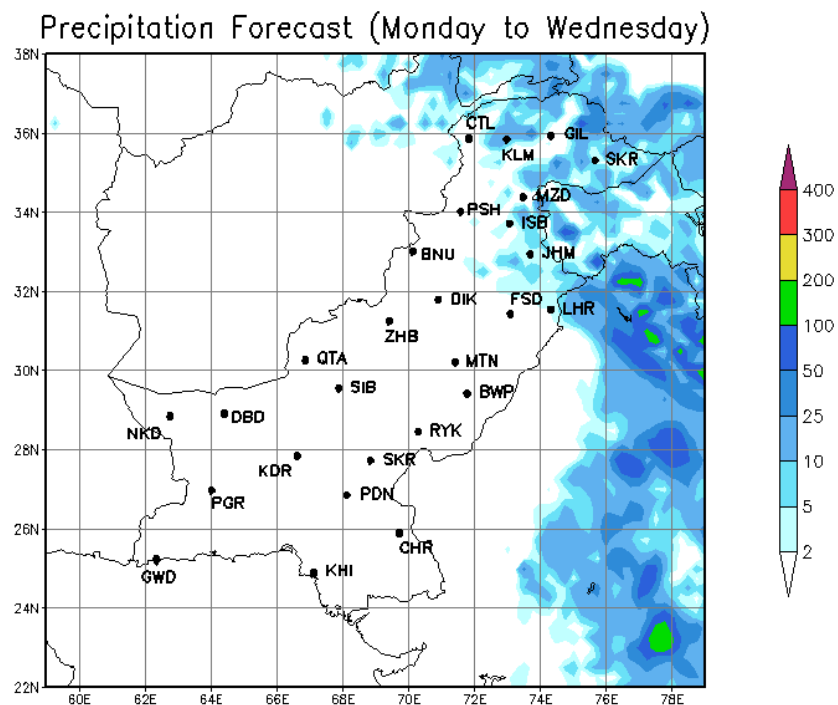 Precipitation Forecast (Monday to Wednesday)
38N
36N
34N
32N
30N
28N
26N
24N
22N
60E 62E 64E 66E 68E 70E 72E 74E 76E 78E
CTL
KLM
GIL
SKR
MZD
PSH
ISB
BNU
JHM
DIK
FSD
LHR
ZHB
QTA
MTN
SIB
BWP
NKD
DBD
RYK
KDR
SKR
PGR
PDN
CHR
GWD
KHI
400
300
200
100
50
25
10
5
2